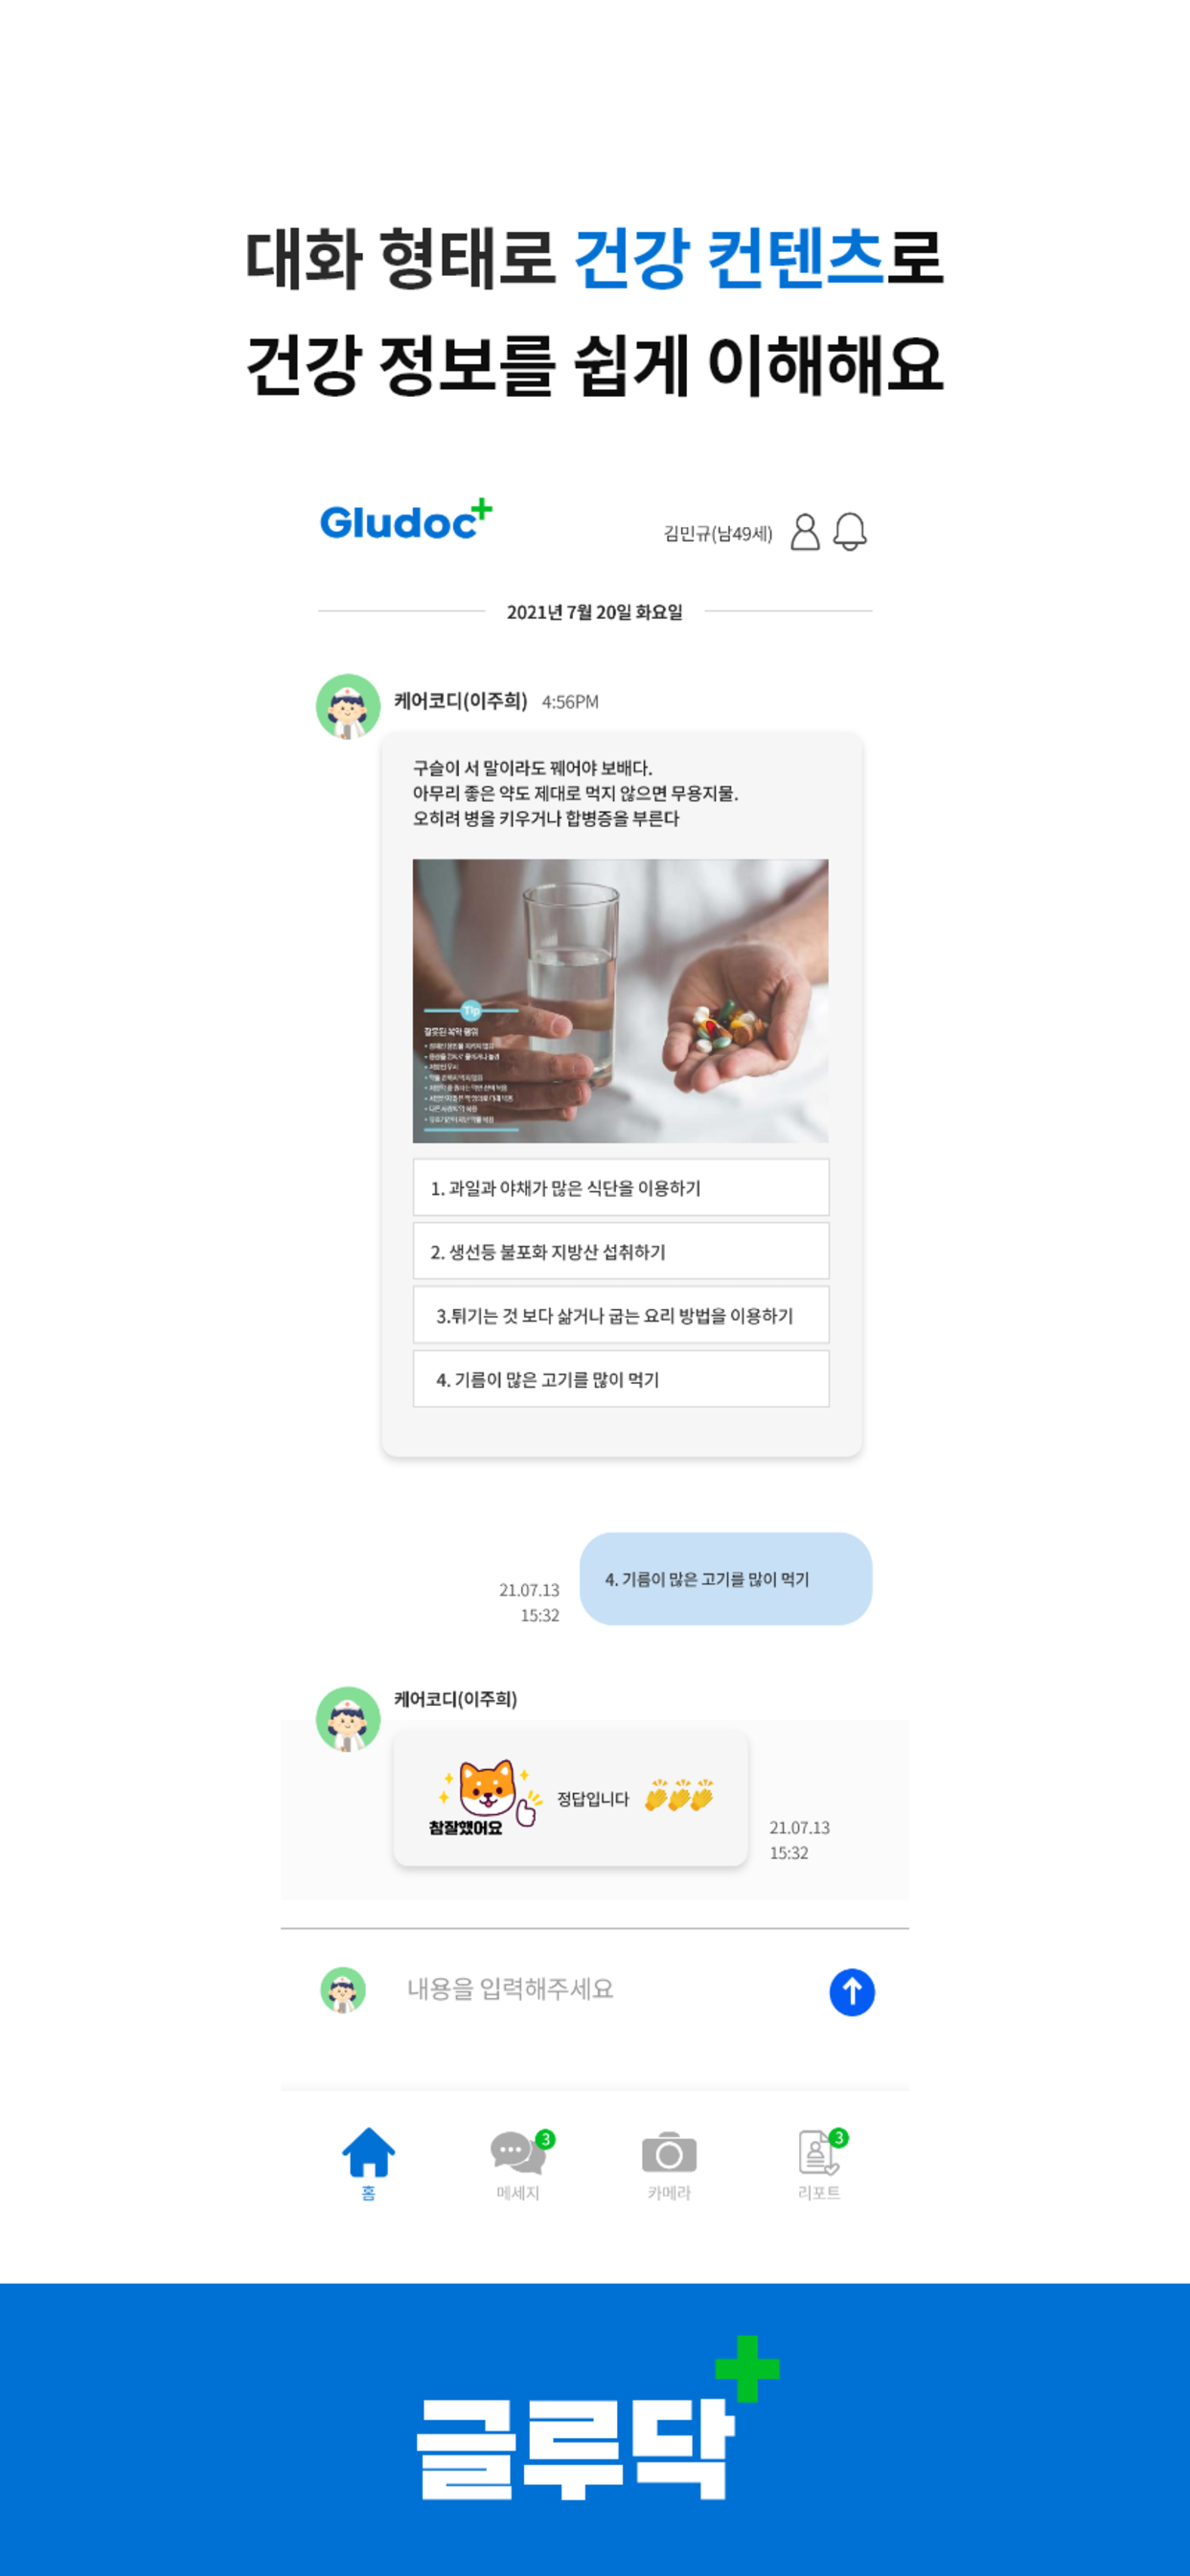 대화 형태로 건강 컨텐츠로
건강 정보를 쉽게 이해해요
Gludoc+
김민규(남49세)
2021년 7월 20일 화요일
케어코디(이주희) 4:56PM
구슬이 서 말이라도 꿰어야 보배다.
아무리 좋은 약도 제대로 먹지 않으면 무용지물.
오히려 병을 키우거나 합병증을 부른다
Tip
잘못된 복약 행위
1. 과일과 야채가 많은 식단을 이용하기
2. 생선등 불포화 지방산 섭취하기
3.튀기는 것 보다 삶거나 굽는 요리 방법을 이용하기
4. 기름이 많은 고기를 많이 먹기
4. 기름이 많은 고기를 많이 먹기
21.07.13
15:32
케어코디(이주희)
참잘했어요
정답입니다
21.07.13
15:32
내용을 입력해주세요
3
3
홈
메세지
카메라
리포트
글루닥+